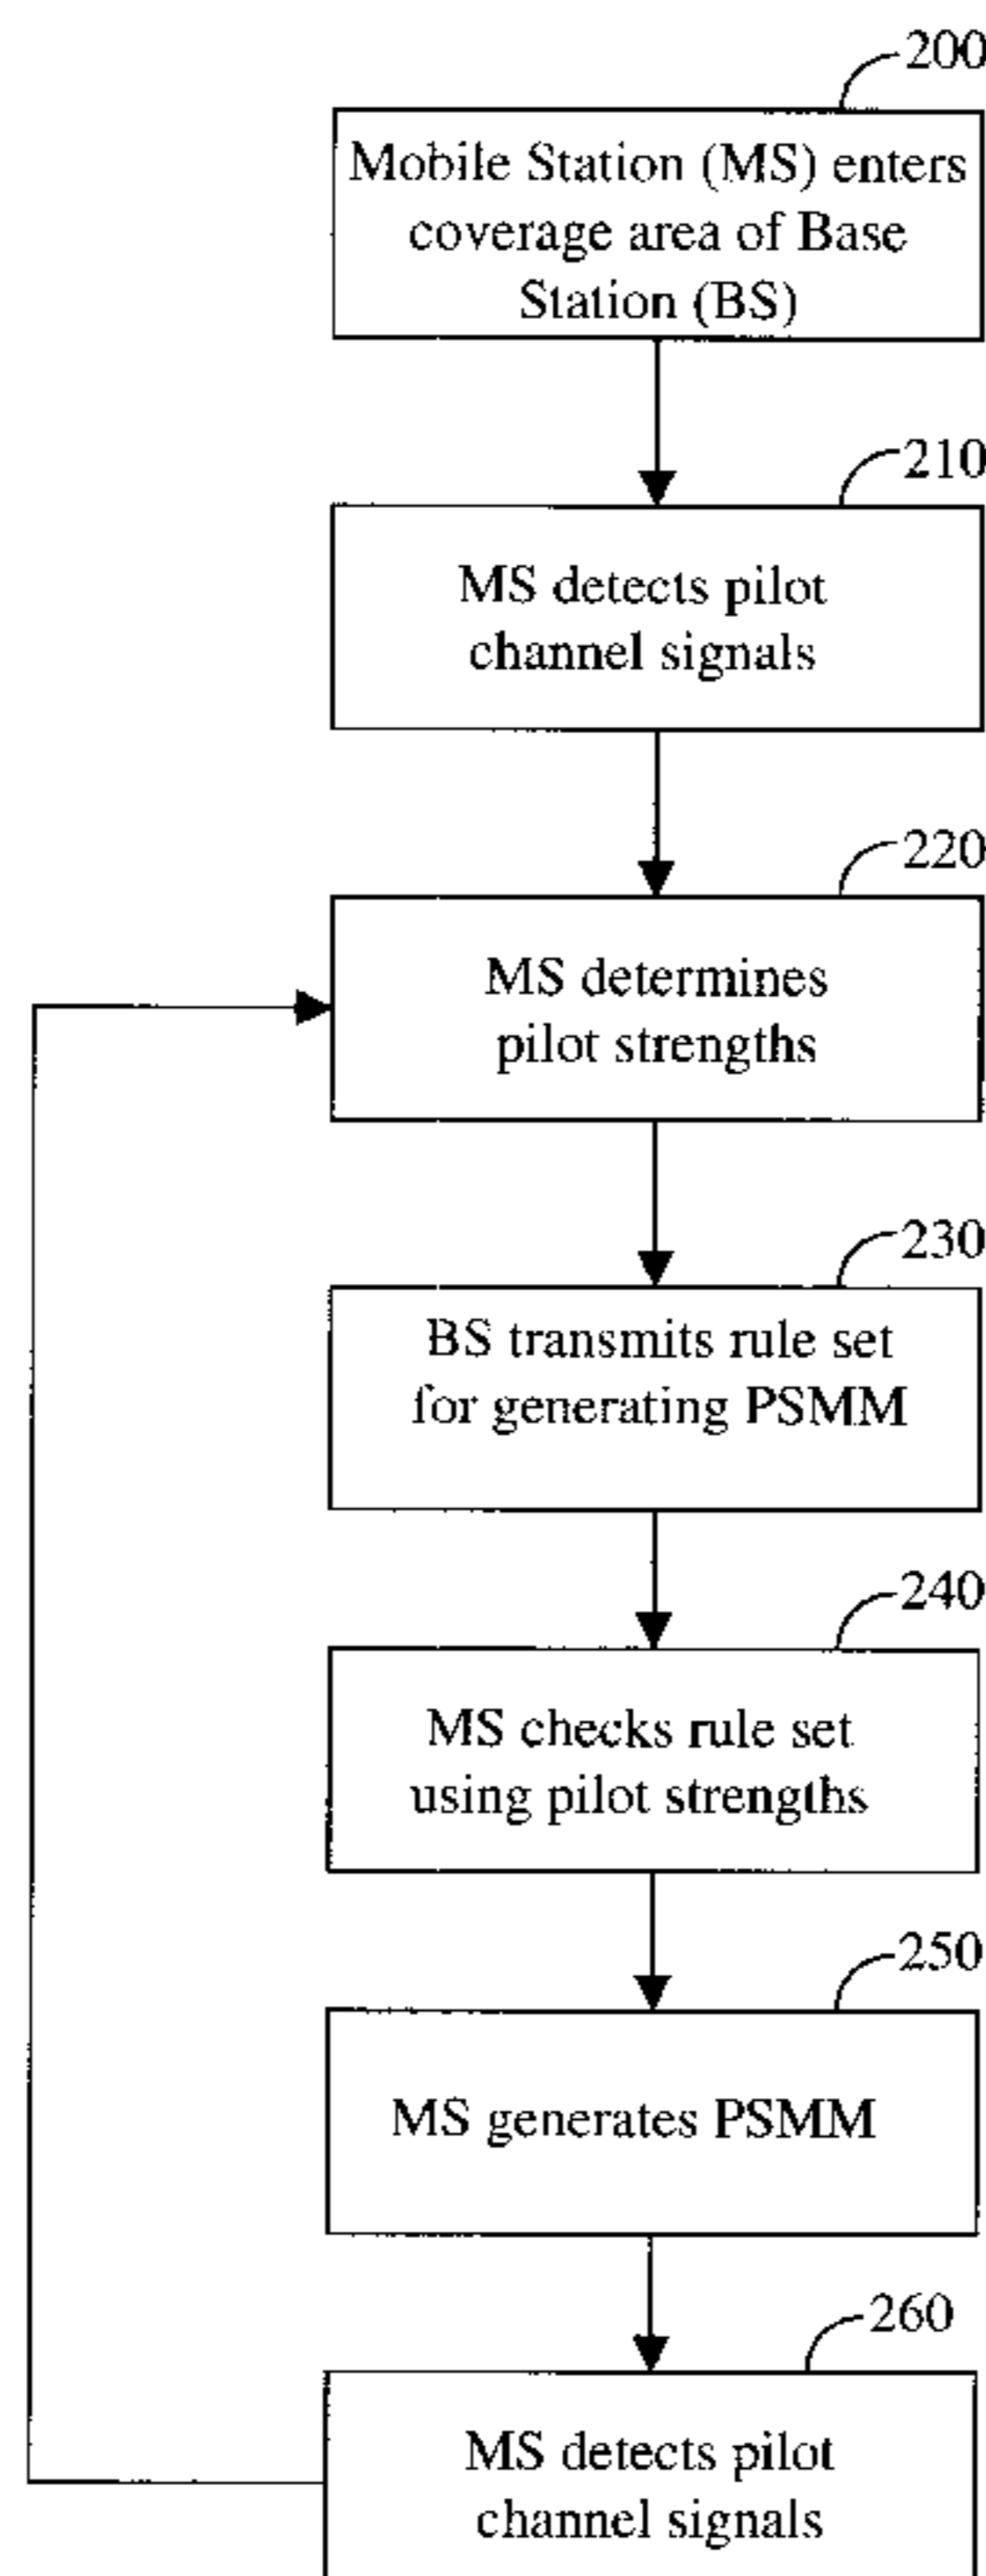 200
Mobile Station (MS) enters
coverage area of Base
Station (BS)
210
MS detects pilot
channel signals
220
MS determines
pilot strengths
230
BS transmits rule set
for generating PSMM
240
MS checks rule set
using pilot strengths
250
MS generates PSMM
260
MS detects pilot
channel signals